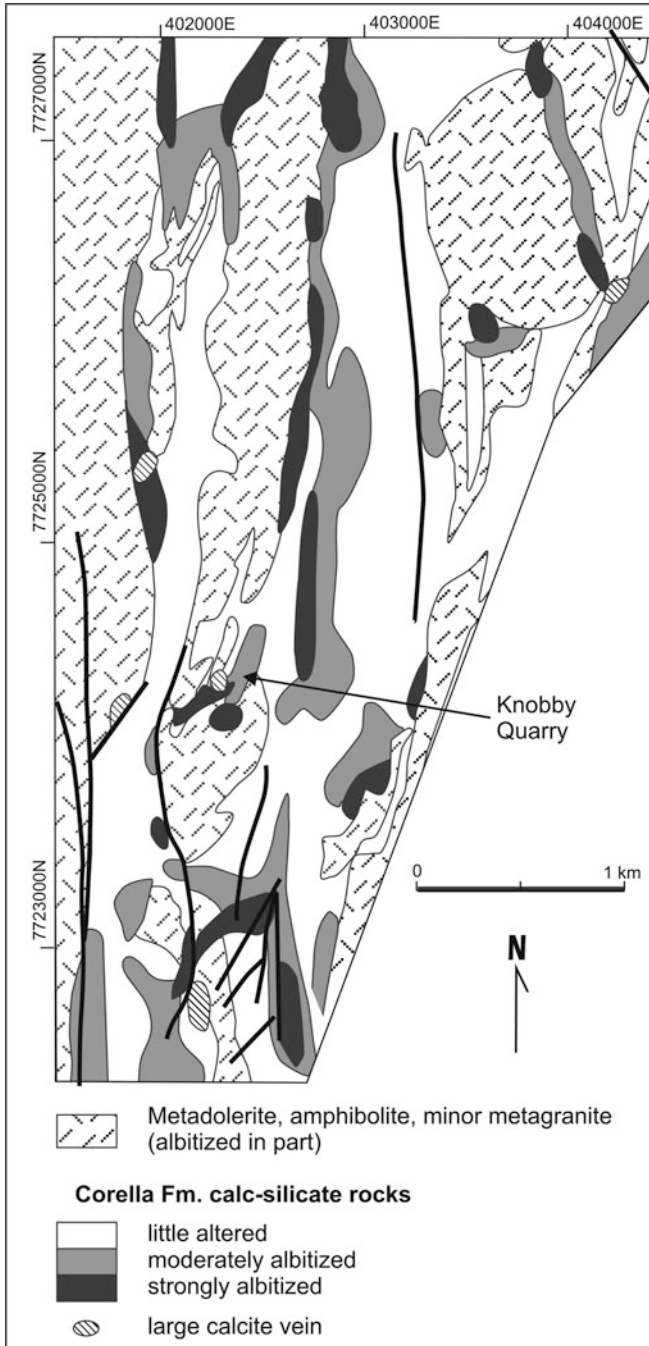 402000E 403000E 404000E
7727000N
7725000N
Knobby
Quarry
0 1 km
7723000N
N
Metadolerite, amphibolite, minor metagranite
(albitized in part)
Corella Fm. calc-silicate rocks
little altered
moderately albitized
strongly albitized
large calcite vein